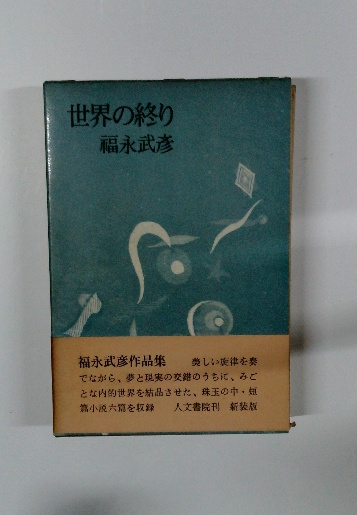 世界の終り
福永武彦
福永武彦作品集　美しい旋律を奏
でながら、夢と現実の交錯のうちに、みご
とな内的世界を結晶させた、珠玉の中・短
篇小説六篇を収録　人文書院刊　新装版